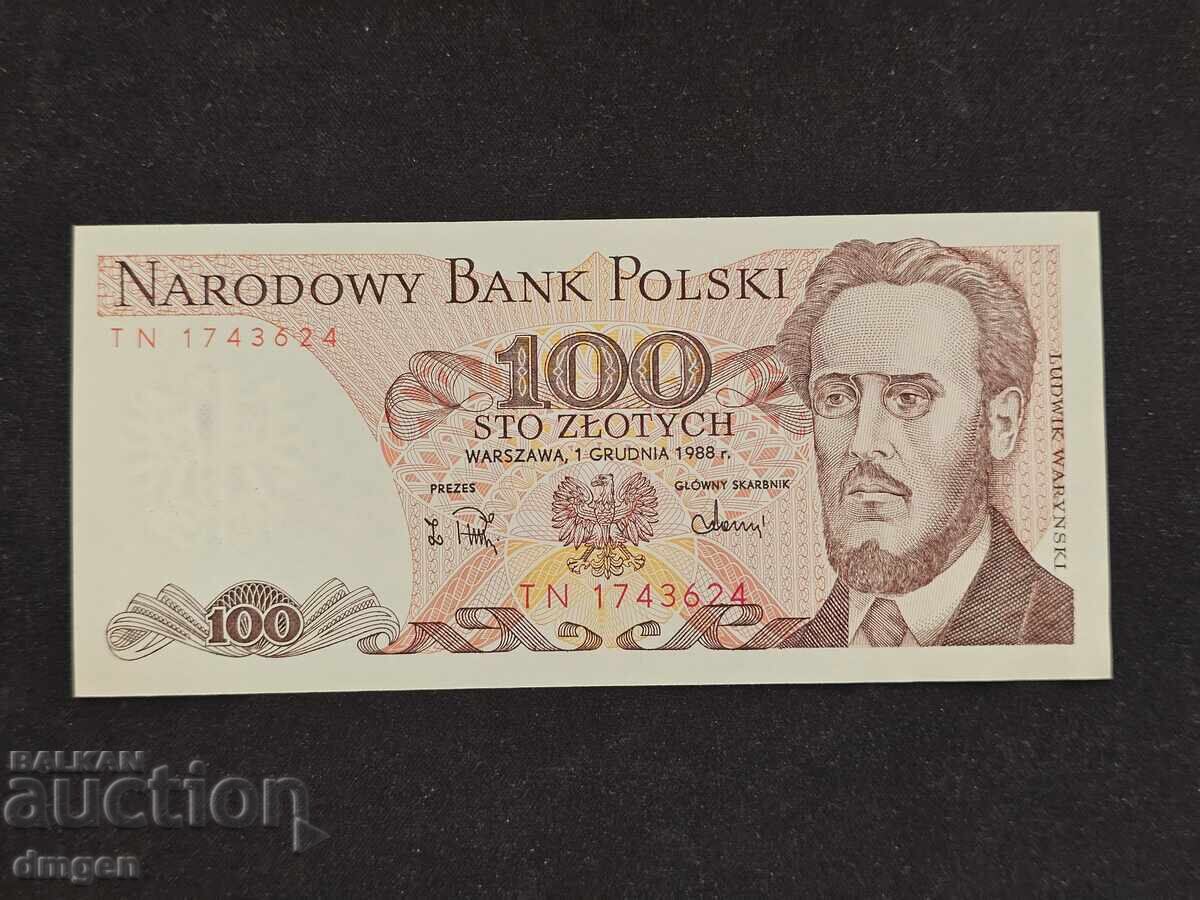 NARODOWY BANK POLSKI
TN 1743624
100
STO ZŁOTYCH
WARSZAWA, 1 GRUDNIA 1988 r.
PREZES
GŁÓWNY SKARBNIK
TN 1743624
100
LUDWIK WARYŃSKI
BALKAN
auction
dmgen